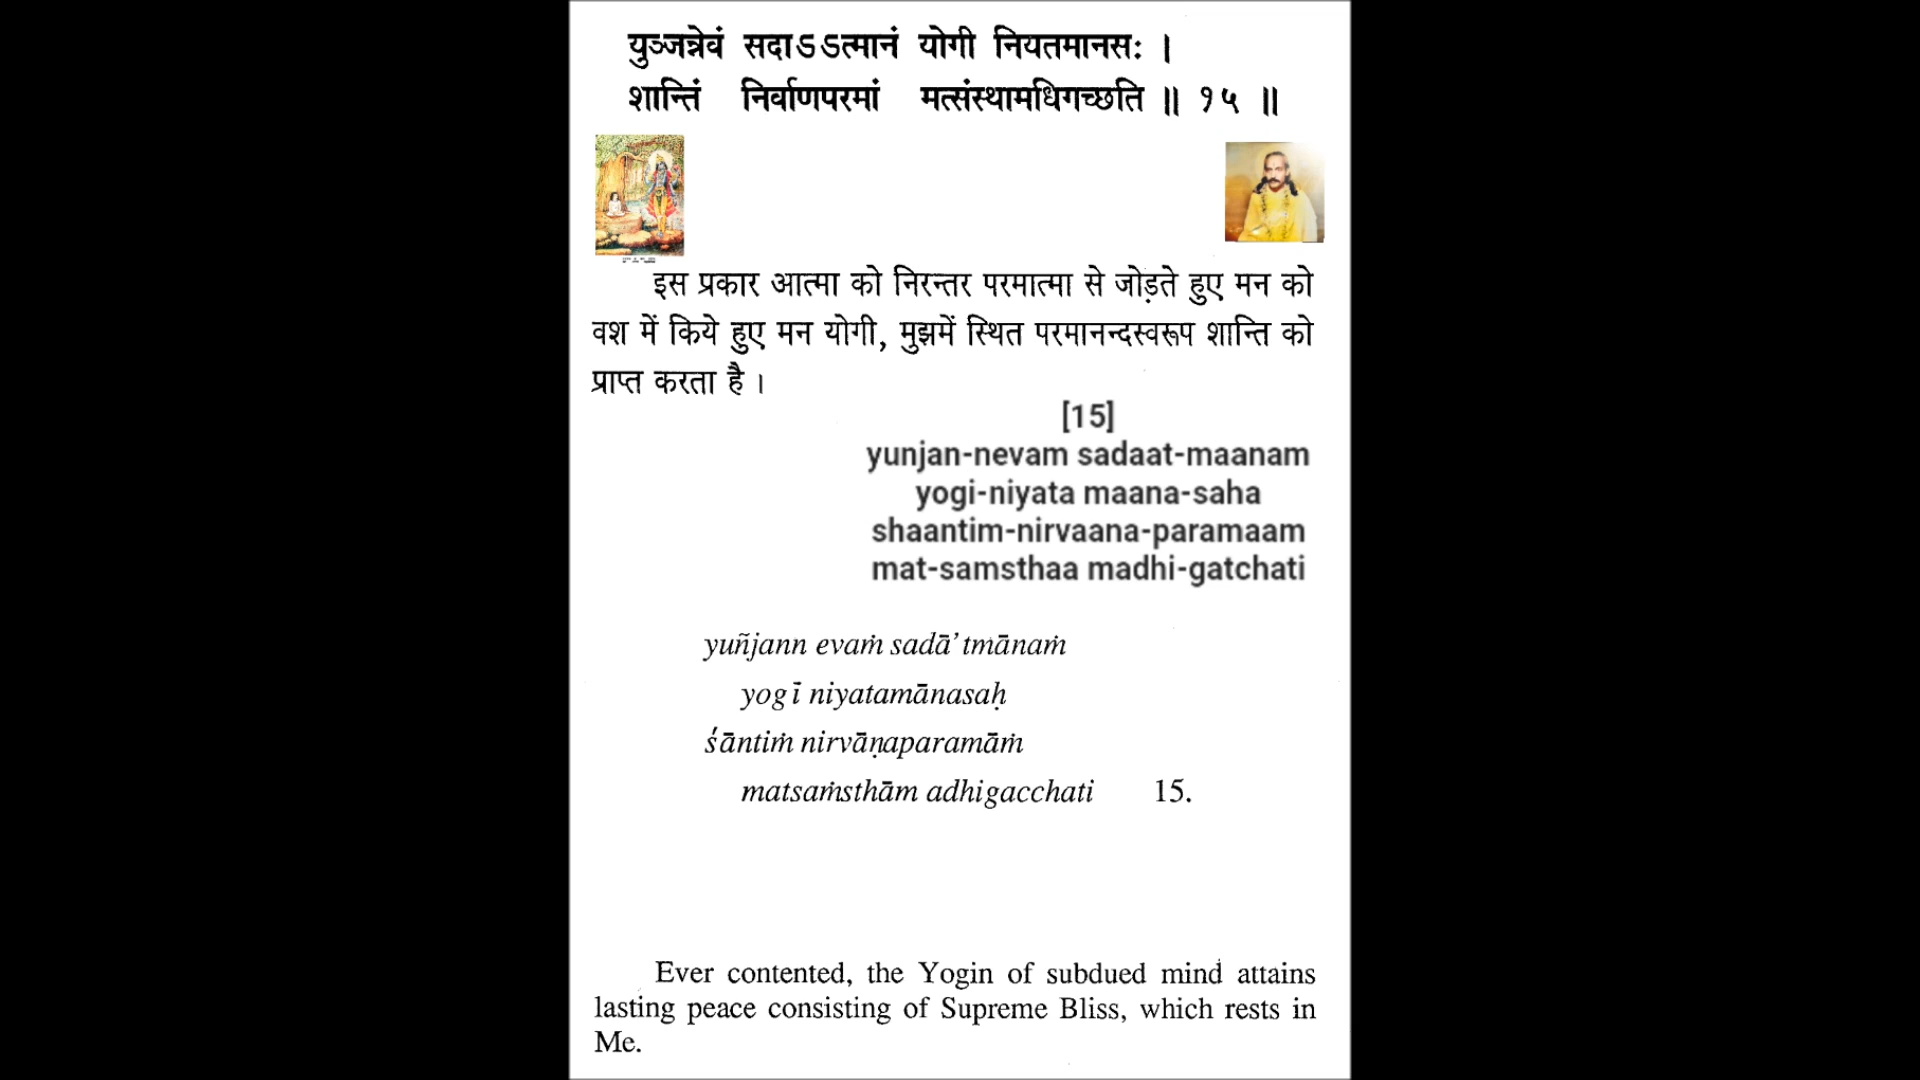 युञ्जन्नेवं सदाऽऽत्मानं योगी नियतमानसः ।
शान्तिं निर्वाणपरमां मत्संस्थामधिगच्छति ॥ १५ ॥
इस प्रकार आत्मा को निरन्तर परमात्मा से जोड़ते हुए मन को
वश में किये हुए मन योगी, मुझमें स्थित परमानन्दस्वरूप शान्ति को
प्राप्त करता है ।
[15]
yunjan-nevam sadaat-maanam
yogi-niyata maana-saha
shaantim-nirvaana-paramaam
mat-samsthaa madhi-gatchati
yuñjann evaṁ sadā’tmānaṁ
yogī niyatamānasaḥ
śāntiṁ nirvāṇaparamāṁ
matsaṁsthām adhigacchati 15.
Ever contented, the Yogin of subdued mind attains
lasting peace consisting of Supreme Bliss, which rests in
Me.